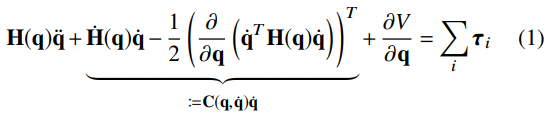 H(q)q̈ + Ḣ(q)q̇ − 1/2 (∂/∂q (q̇ᵀH(q)q̇))ᵀ + ∂V/∂q = ∑ᵢ τᵢ (1)
:=C(q,q̇)q̇